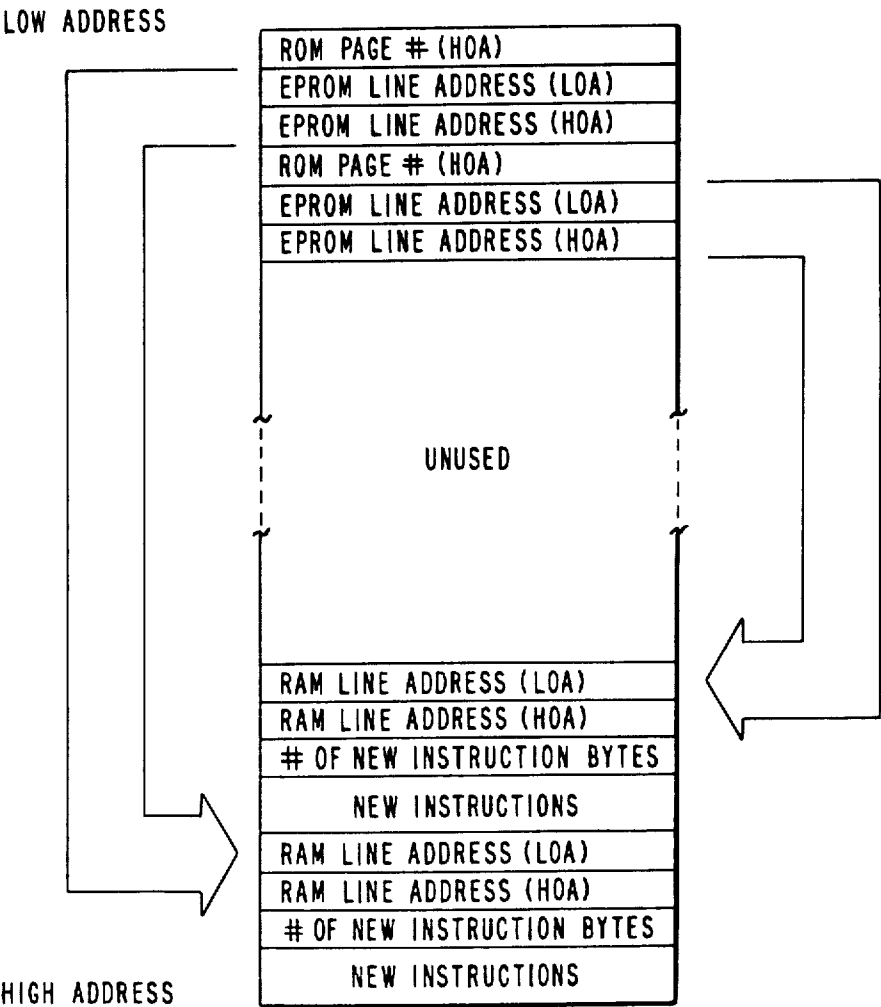 LOW ADDRESS
ROM PAGE # (HOA)
EPROM LINE ADDRESS (LOA)
EPROM LINE ADDRESS (HOA)
ROM PAGE # (HOA)
EPROM LINE ADDRESS (LOA)
EPROM LINE ADDRESS (HOA)
UNUSED
RAM LINE ADDRESS (LOA)
RAM LINE ADDRESS (HOA)
# OF NEW INSTRUCTION BYTES
NEW INSTRUCTIONS
RAM LINE ADDRESS (LOA)
RAM LINE ADDRESS (HOA)
# OF NEW INSTRUCTION BYTES
NEW INSTRUCTIONS
HIGH ADDRESS